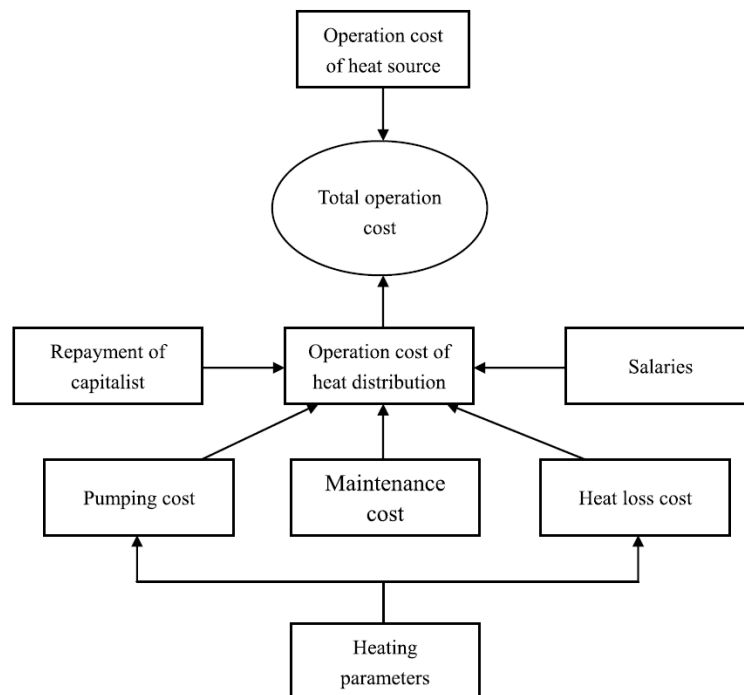 Operation cost
of heat source
Total operation
cost
Repayment of
capitalist
Operation cost of
heat distribution
Salaries
Pumping cost
Maintenance
cost
Heat loss cost
Heating
parameters